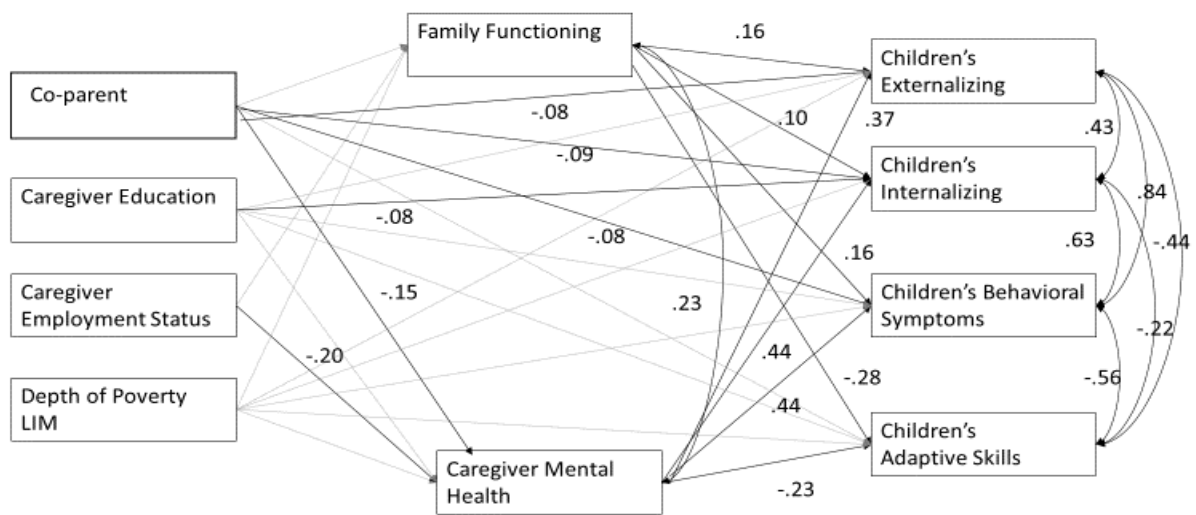 Family Functioning
.16
Children's
Externalizing
Co-parent
-.08
.10
.37
.43
-.09
Children's
Internalizing
Caregiver Education
.84
-.08
-.08
.63
-.44
.16
Caregiver
Employment Status
-.15
.23
Children's Behavioral
Symptoms
-.22
-.20
.44
-.28
-.56
Depth of Poverty
LIM
.44
Children's
Adaptive Skills
Caregiver Mental
Health
-.23